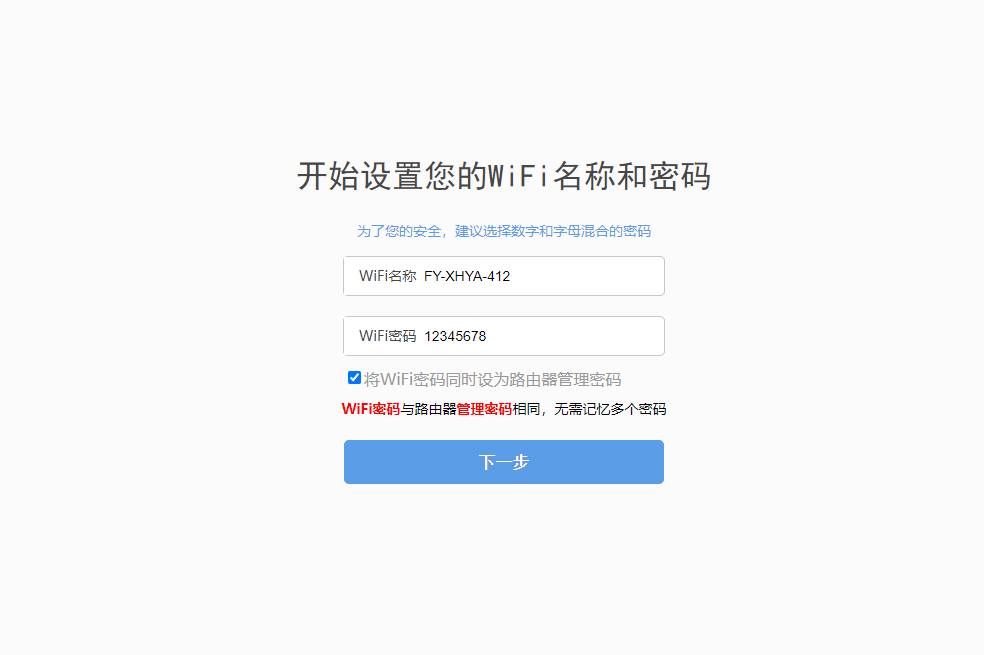 开始设置您的WiFi名称和密码
为了您的安全，建议选择数字和字母混合的密码
WiFi名称 FY-XHYA-412
WiFi密码 12345678
将WiFi密码同时设为路由器管理密码
WiFi密码与路由器管理密码相同，无需记忆多个密码
下一步